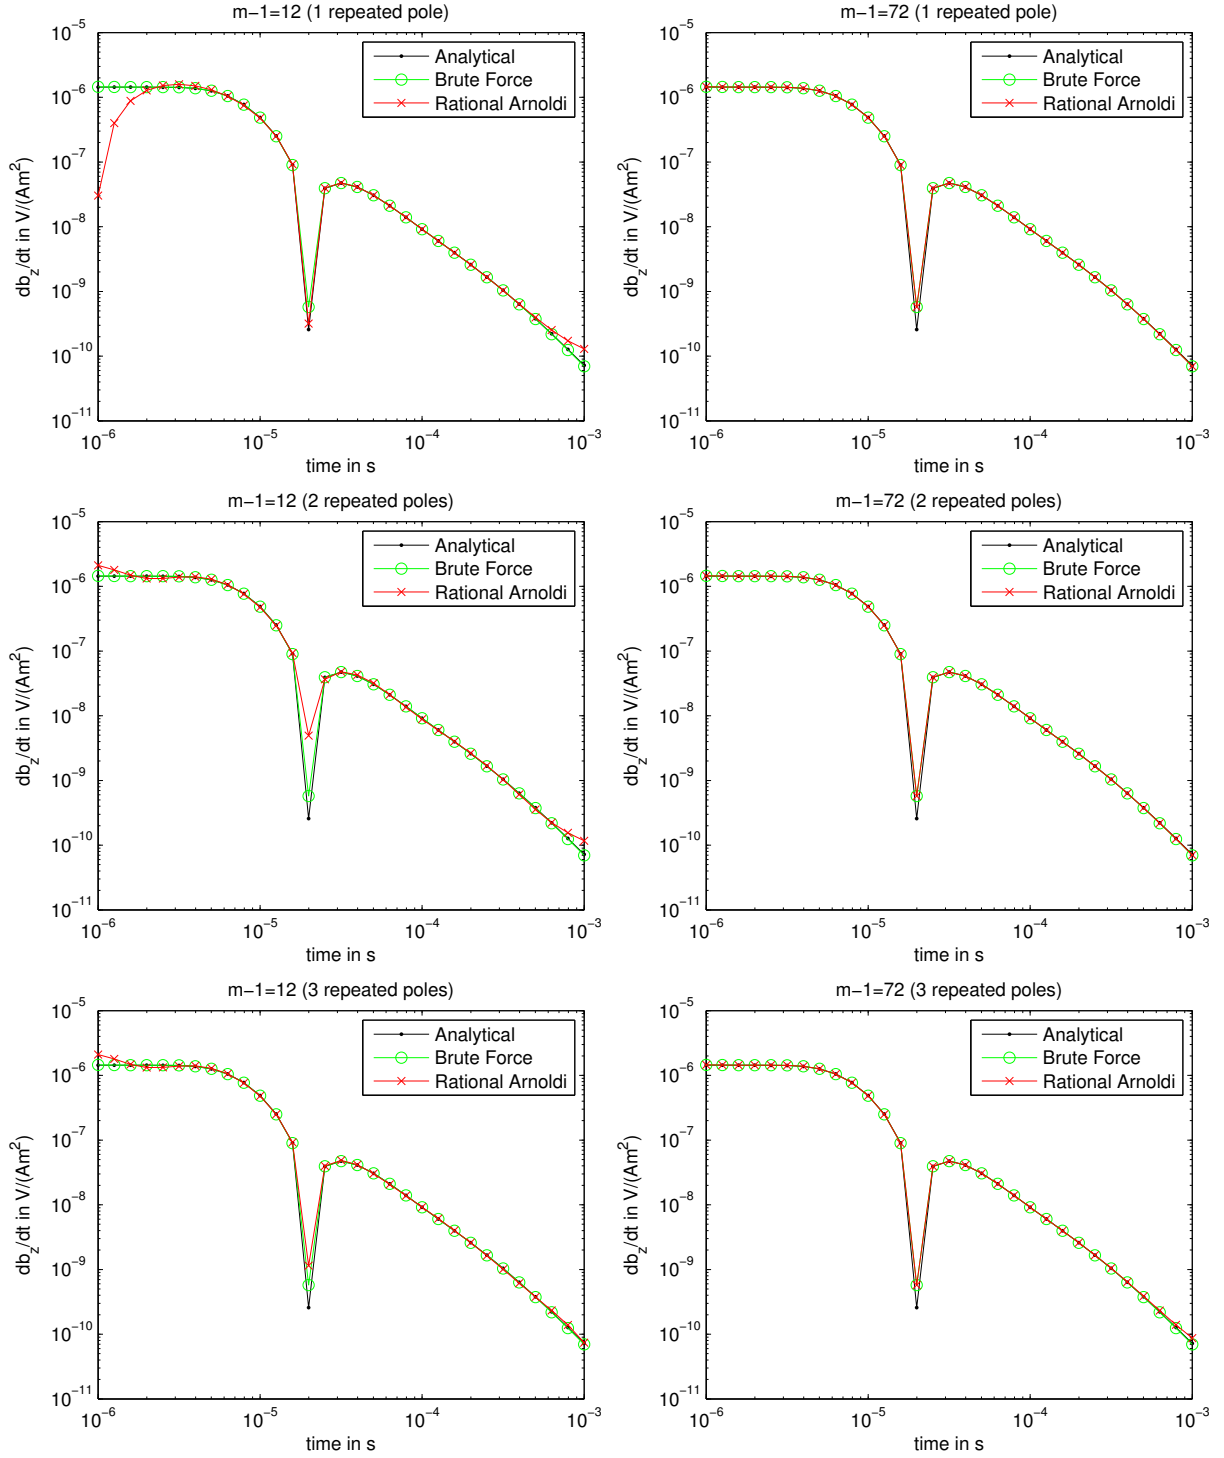 m−1=12 (1 repeated pole)
10^-5
10^-6
10^-7
10^-8
10^-9
10^-10
10^-11
db_z/dt in V/(Am^2)
Analytical
Brute Force
Rational Arnoldi
10^-6
10^-5
10^-4
10^-3
time in s
m−1=72 (1 repeated pole)
10^-5
10^-6
10^-7
10^-8
10^-9
10^-10
10^-11
db_z/dt in V/(Am^2)
Analytical
Brute Force
Rational Arnoldi
10^-6
10^-5
10^-4
10^-3
time in s
m−1=12 (2 repeated poles)
10^-5
10^-6
10^-7
10^-8
10^-9
10^-10
10^-11
db_z/dt in V/(Am^2)
Analytical
Brute Force
Rational Arnoldi
10^-6
10^-5
10^-4
10^-3
time in s
m−1=72 (2 repeated poles)
10^-5
10^-6
10^-7
10^-8
10^-9
10^-10
10^-11
db_z/dt in V/(Am^2)
Analytical
Brute Force
Rational Arnoldi
10^-6
10^-5
10^-4
10^-3
time in s
m−1=12 (3 repeated poles)
10^-5
10^-6
10^-7
10^-8
10^-9
10^-10
10^-11
db_z/dt in V/(Am^2)
Analytical
Brute Force
Rational Arnoldi
10^-6
10^-5
10^-4
10^-3
time in s
m−1=72 (3 repeated poles)
10^-5
10^-6
10^-7
10^-8
10^-9
10^-10
10^-11
db_z/dt in V/(Am^2)
Analytical
Brute Force
Rational Arnoldi
10^-6
10^-5
10^-4
10^-3
time in s